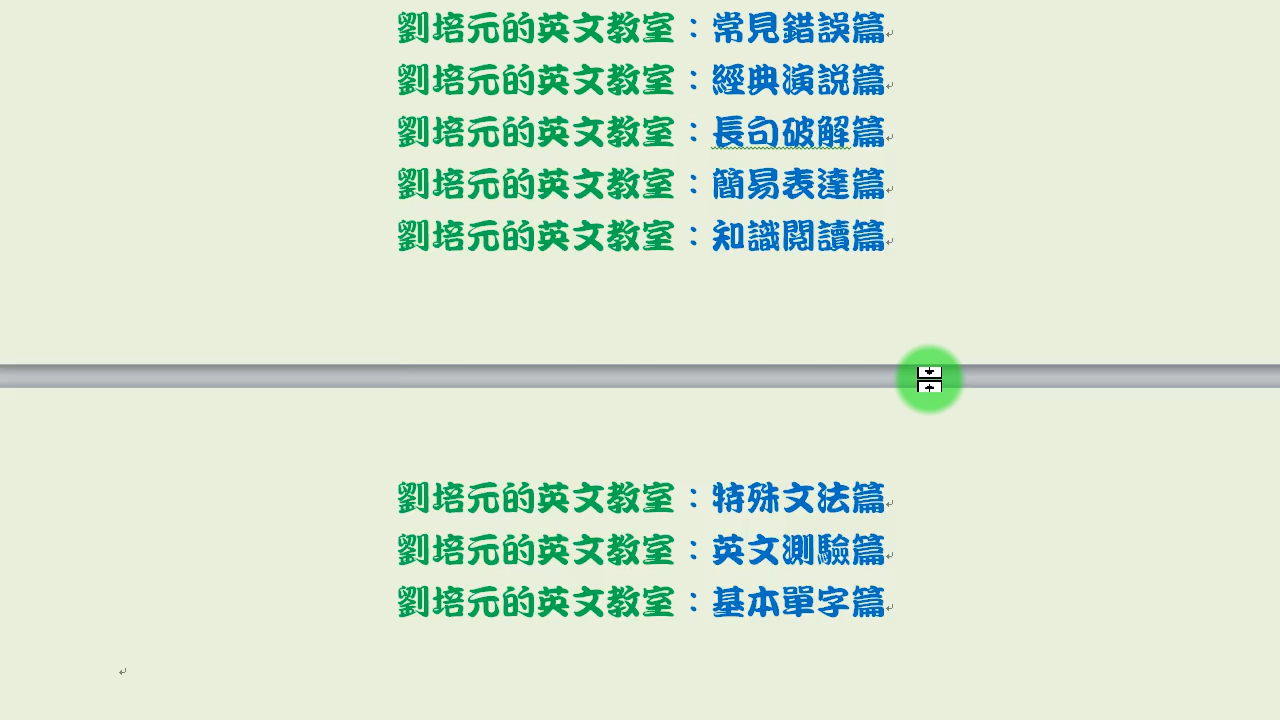 劉培元的英文教室：常見錯誤篇
劉培元的英文教室：經典演說篇
劉培元的英文教室：長句破解篇
劉培元的英文教室：簡易表達篇
劉培元的英文教室：知識閱讀篇
劉培元的英文教室：特殊文法篇
劉培元的英文教室：英文測驗篇
劉培元的英文教室：基本單字篇